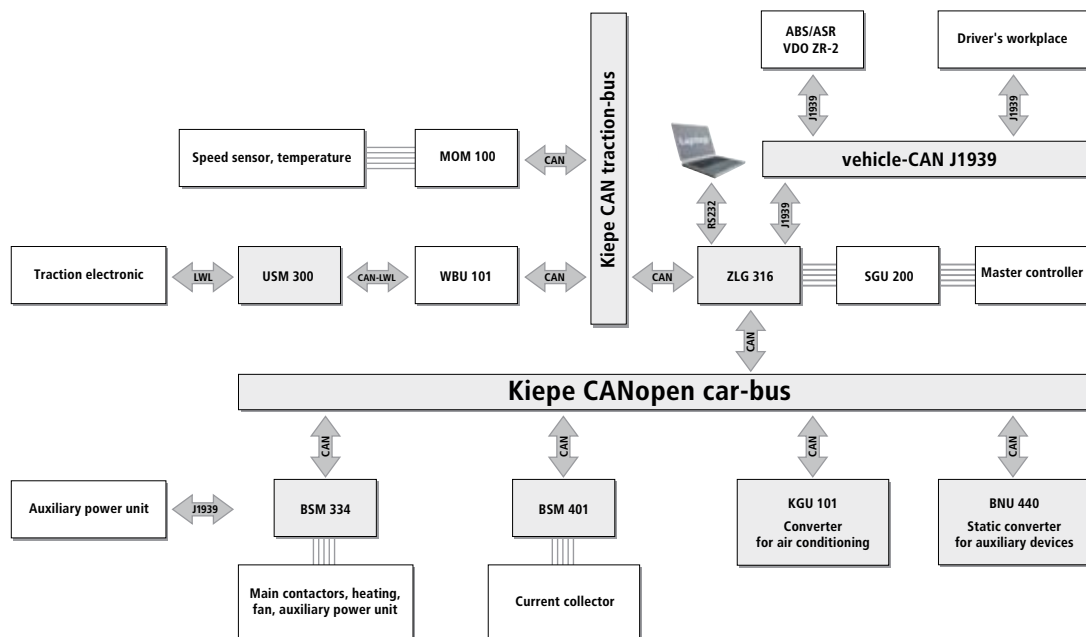 ABS/ASR
VDO ZR-2
Driver's workplace
J1939
J1939
Kiepe CAN traction-bus
Speed sensor, temperature
MOM 100
CAN
vehicle-CAN J1939
RS232
J1939
Traction electronic
LWL
USM 300
CAN-LWL
WBU 101
CAN
CAN
ZLG 316
SGU 200
Master controller
CAN
Kiepe CANopen car-bus
CAN
CAN
CAN
CAN
Auxiliary power unit
J1939
BSM 334
BSM 401
KGU 101
Converter
for air conditioning
BNU 440
Static converter
for auxiliary devices
Main contactors, heating,
fan, auxiliary power unit
Current collector